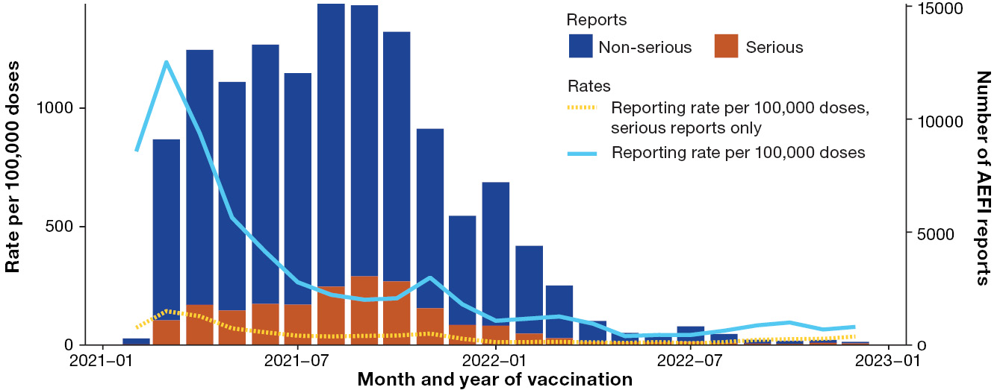 Rate per 100,000 doses
1000
500
0
15000
10000
5000
0
Number of AEFI reports
Reports
Non-serious
Serious
Rates
Reporting rate per 100,000 doses,
serious reports only
Reporting rate per 100,000 doses
2021–01
2021–07
2022–01
2022–07
2023–01
Month and year of vaccination